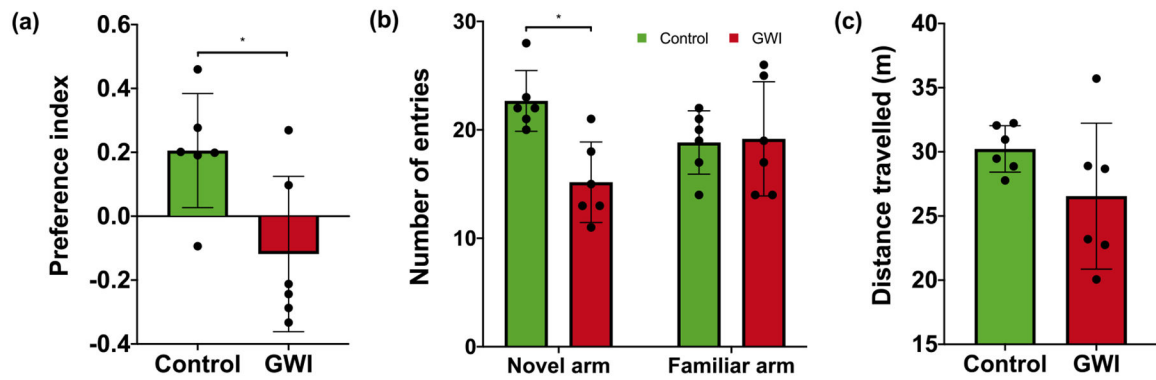 (a)
Preference index
0.6
0.4
0.2
0.0
-0.2
-0.4
*
Control
GWI
(b)
Number of entries
30
20
10
0
*
Control
GWI
Novel arm
Familiar arm
(c)
Distance travelled (m)
40
35
30
25
20
15
Control
GWI